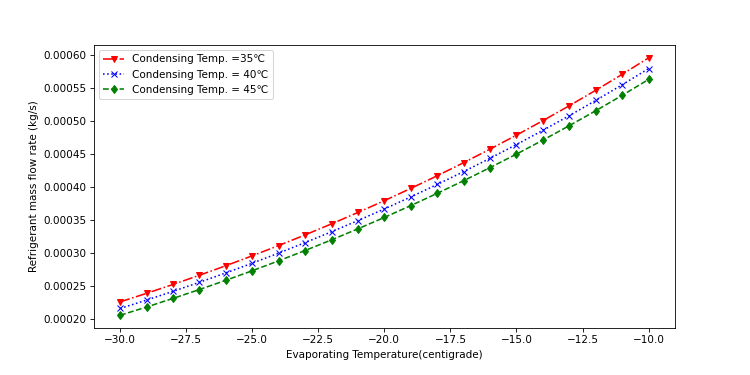 0.00060
0.00055
0.00050
0.00045
0.00040
0.00035
0.00030
0.00025
0.00020
Refrigerant mass flow rate (kg/s)
Condensing Temp. =35℃
Condensing Temp. = 40℃
Condensing Temp. = 45℃
−30.0 −27.5 −25.0 −22.5 −20.0 −17.5 −15.0 −12.5 −10.0
Evaporating Temperature(centigrade)